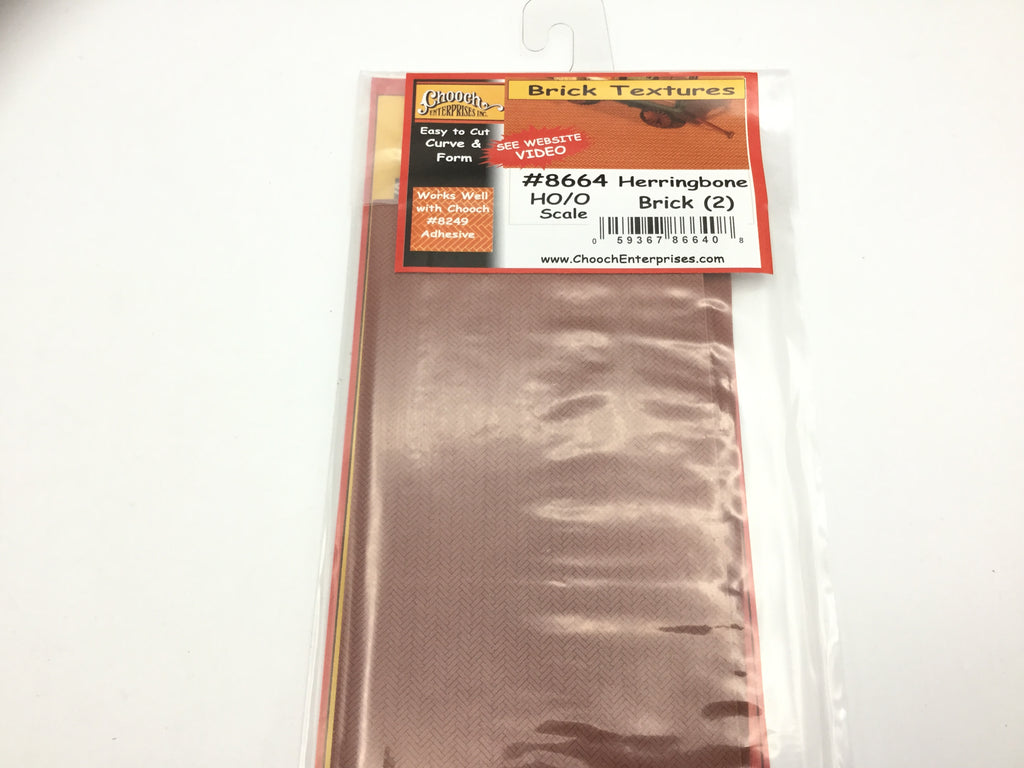 Chooch
ENTERPRISES INC.
Easy to Cut
Curve &
Form
Works Well
with Chooch
#8249
Adhesive
Brick Textures
SEE WEBSITE
VIDEO
#8664 Herringbone
HO/O
Scale
Brick (2)
0 59367 86640 8
www.ChoochEnterprises.com